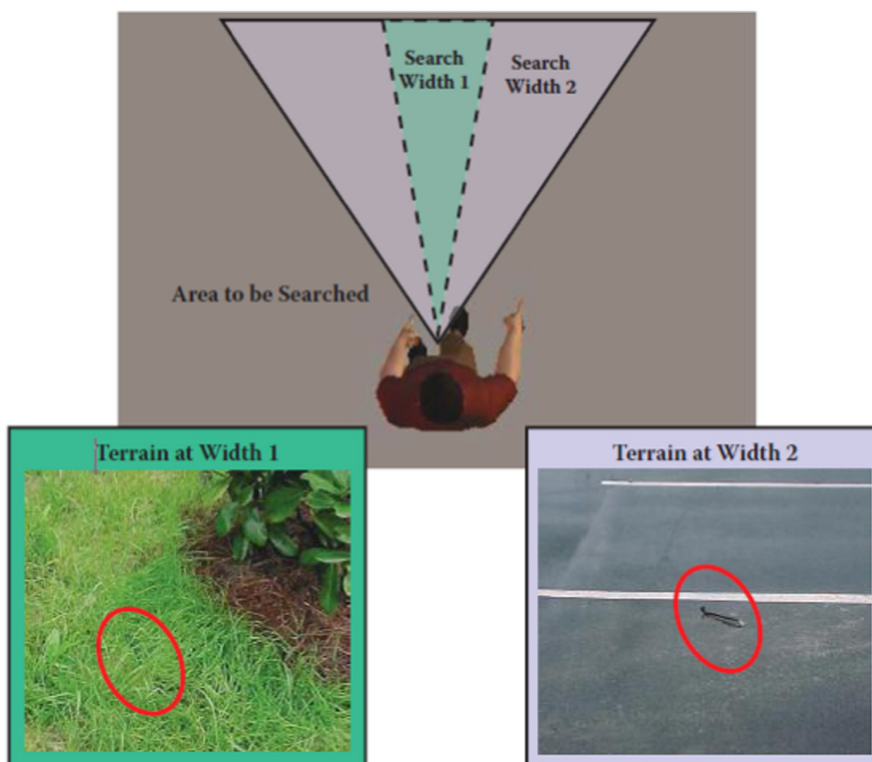 Search
Width 1
Search
Width 2
Area to be Searched
Terrain at Width 1
Terrain at Width 2